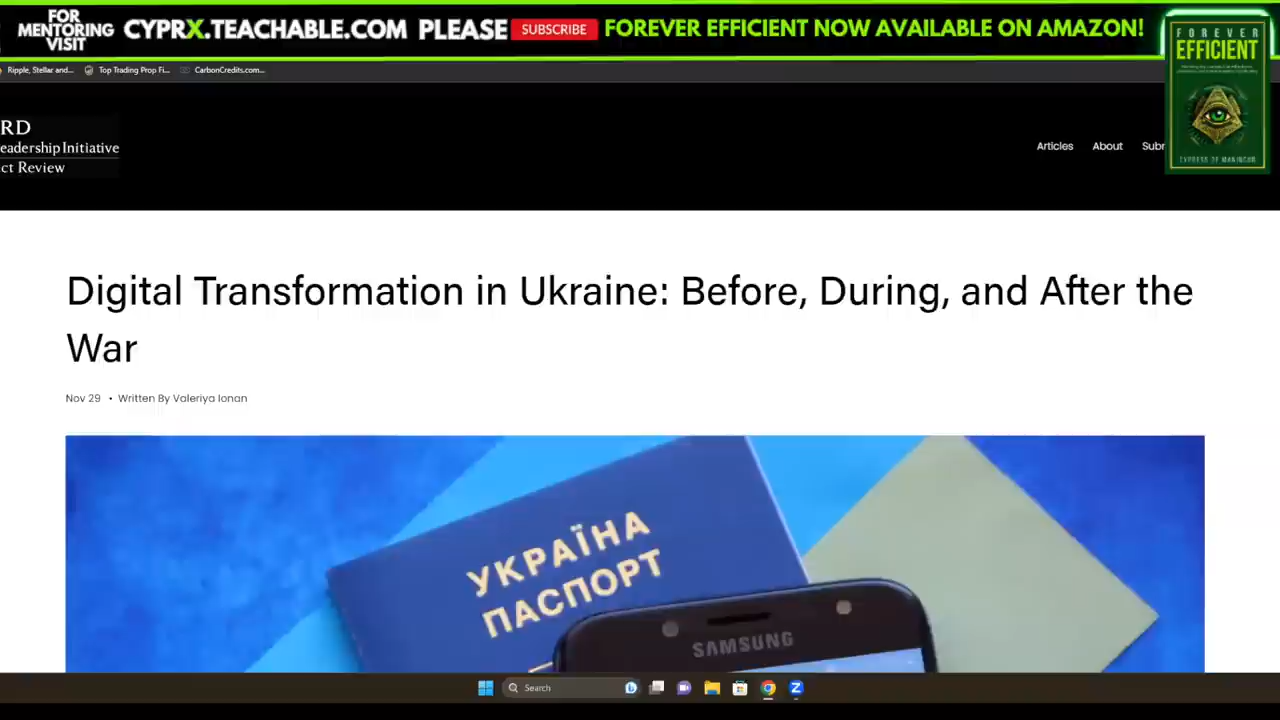 FOR
MENTORING
VISIT
CYPRX.TEACHABLE.COM PLEASE SUBSCRIBE FOREVER EFFICIENT NOW AVAILABLE ON AMAZON!
FOREVER
EFFICIENT
Ripple, Stellar and... Top Trading Prop Fi... CarbonCredits.com...
RD
eadership Initiative
ct Review
Articles About Subr
Digital Transformation in Ukraine: Before, During, and After the
War
Nov 29 • Written By Valeriya Ionan
УКРАЇНА
ПАСПОРТ
SAMSUNG
Search